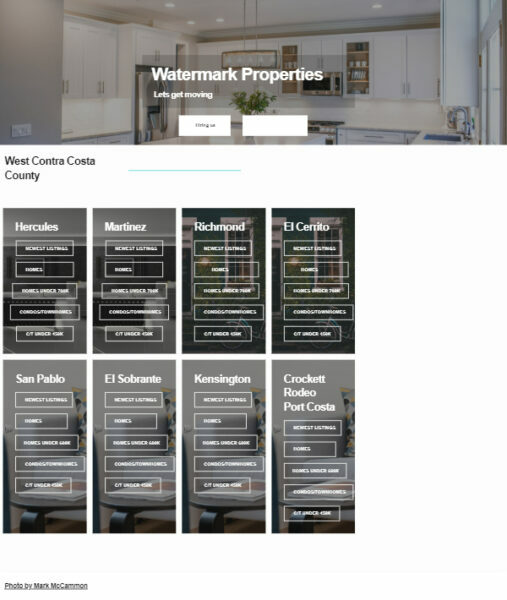 Watermark Properties
Lets get moving
Hiring us
West Contra Costa
County
Hercules
NEWEST LISTINGS
HOMES
HOMES UNDER 700K
CONDOS/TOWNHOMES
C/T UNDER 450K
Martinez
NEWEST LISTINGS
HOMES
HOMES UNDER 700K
CONDOS/TOWNHOMES
C/T UNDER 450K
Richmond
NEWEST LISTINGS
HOMES
HOMES UNDER 700K
CONDOS/TOWNHOMES
C/T UNDER 450K
El Cerrito
NEWEST LISTINGS
HOMES
HOMES UNDER 700K
CONDOS/TOWNHOMES
C/T UNDER 450K
San Pablo
NEWEST LISTINGS
HOMES
HOMES UNDER 600K
CONDOS/TOWNHOMES
C/T UNDER 450K
El Sobrante
NEWEST LISTINGS
HOMES
HOMES UNDER 600K
CONDOS/TOWNHOMES
C/T UNDER 450K
Kensington
NEWEST LISTINGS
HOMES
HOMES UNDER 600K
CONDOS/TOWNHOMES
C/T UNDER 450K
Crockett
Rodeo
Port Costa
NEWEST LISTINGS
HOMES
HOMES UNDER 600K
CONDOS/TOWNHOMES
C/T UNDER 450K
Photo by Mark McCammon